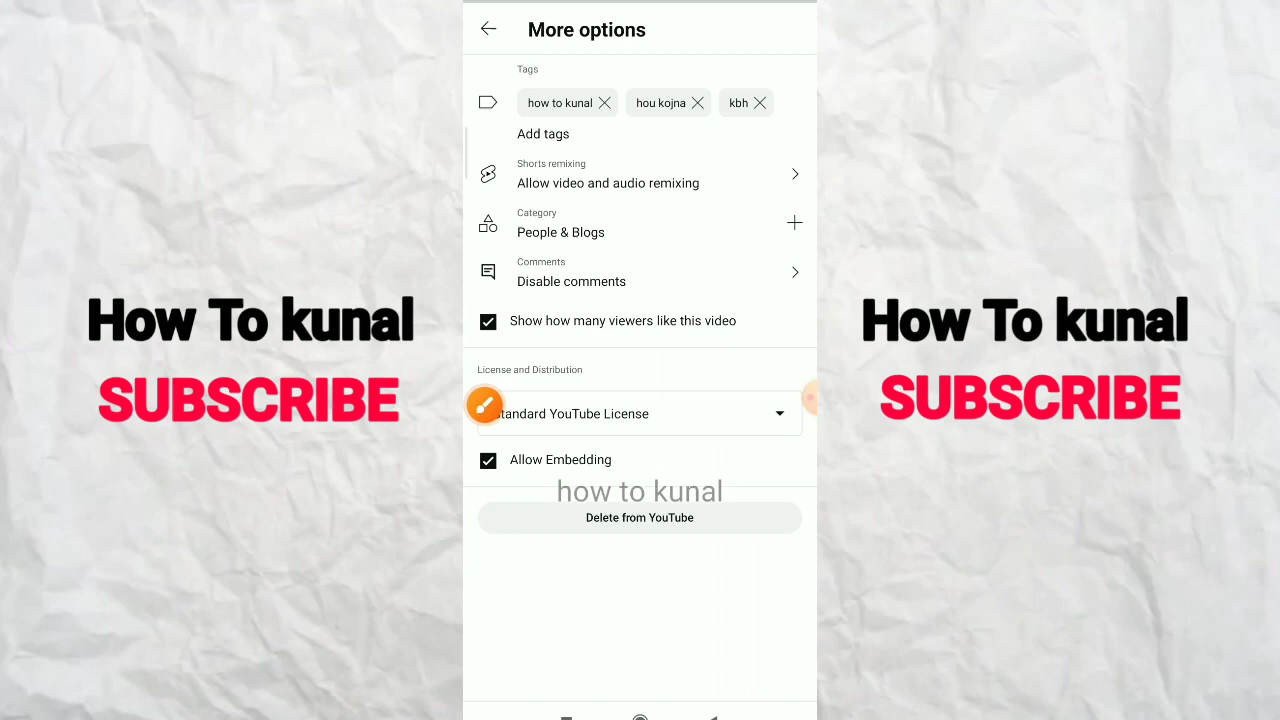 More options
Tags
how to kunal
hou kojna
kbh
Add tags
Shorts remixing
Allow video and audio remixing
Category
People & Blogs
Comments
Disable comments
Show how many viewers like this video
License and Distribution
tandard YouTube License
Allow Embedding
how to kunal
Delete from YouTube
How To kunal
SUBSCRIBE
How To kunal
SUBSCRIBE